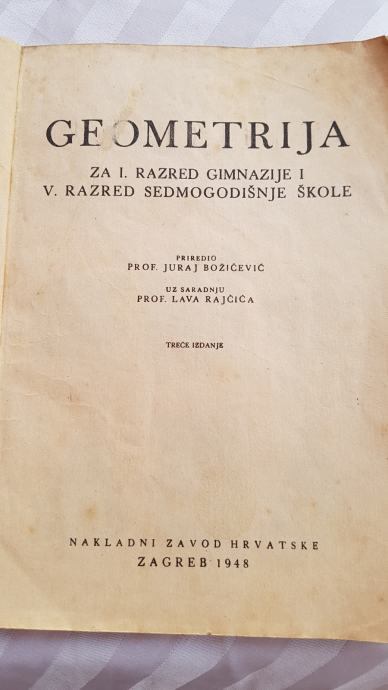 GEOMETRIJA
ZA I. RAZRED GIMNAZIJE I
V. RAZRED SEDMOGODIŠNJE ŠKOLE
PRIREDIO
PROF. JURAJ BOŽIČEVIĆ
UZ SARADNJU
PROF. LAVA RAJČIĆA
TREĆE IZDANJE
NAKLADNI ZAVOD HRVATSKE
ZAGREB 1948